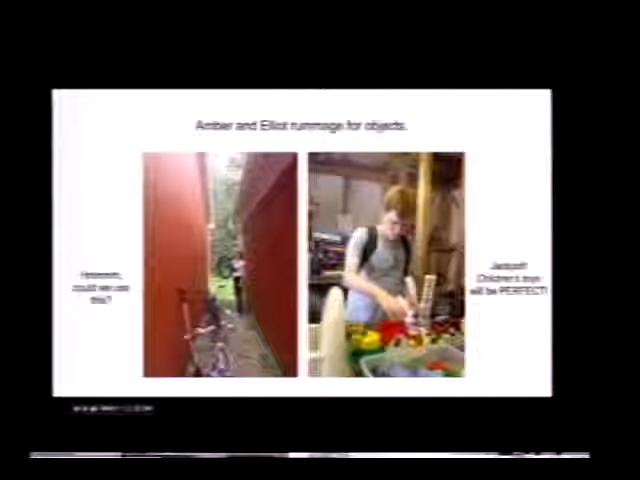 Amber and Elliot rummage for objects.
could we use
this?
Jackpot!
Children's toys
will be PERFECT!